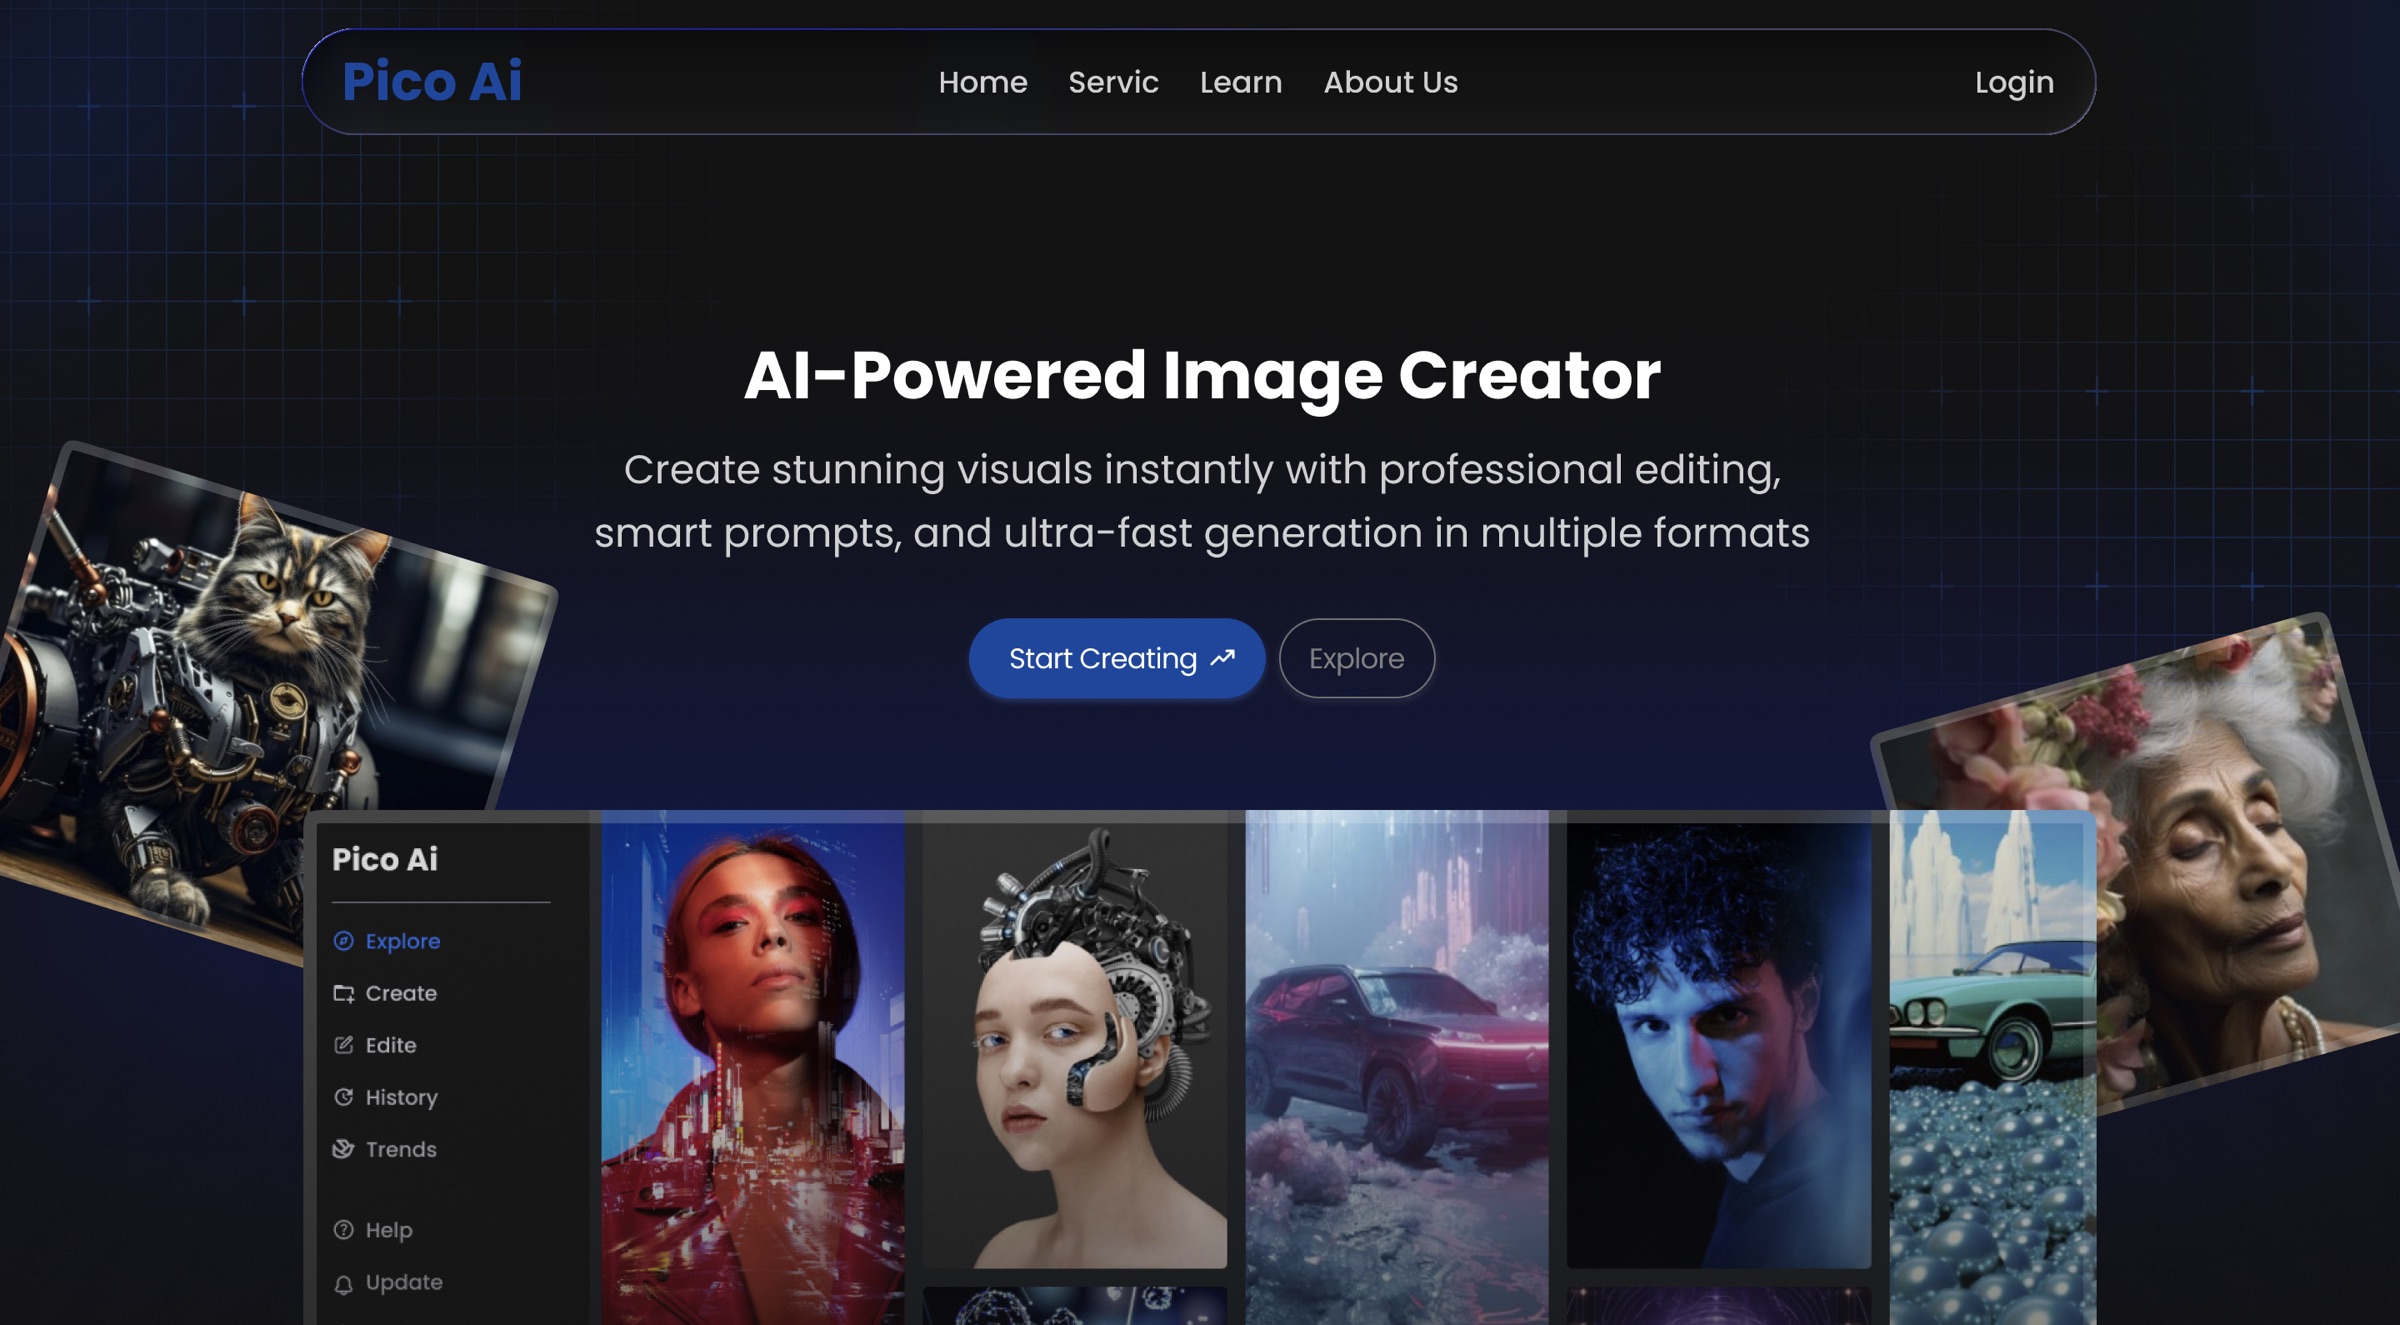 Pico Ai
Home
Servic
Learn
About Us
Login
AI-Powered Image Creator
Create stunning visuals instantly with professional editing,
smart prompts, and ultra-fast generation in multiple formats
Start Creating
Explore
Pico Ai
Explore
Create
Edite
History
Trends
Help
Update